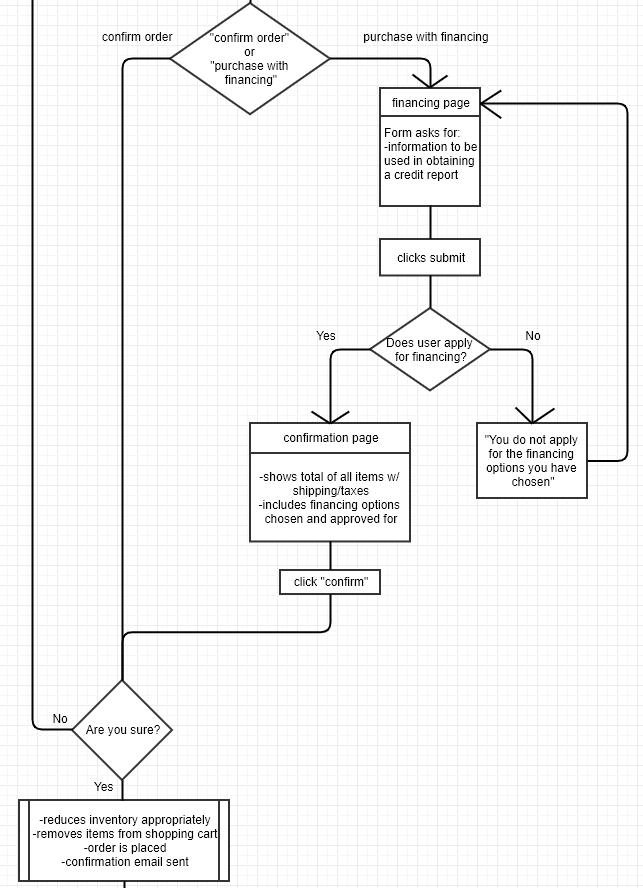 confirm order
"confirm order"
or
"purchase with
financing"
purchase with financing
financing page
Form asks for:
-information to be
used in obtaining
a credit report
clicks submit
Does user apply
for financing?
Yes
No
confirmation page
-shows total of all items w/
shipping/taxes
-includes financing options
chosen and approved for
"You do not apply
for the financing
options you have
chosen"
click "confirm"
Are you sure?
No
Yes
-reduces inventory appropriately
-removes items from shopping cart
-order is placed
-confirmation email sent